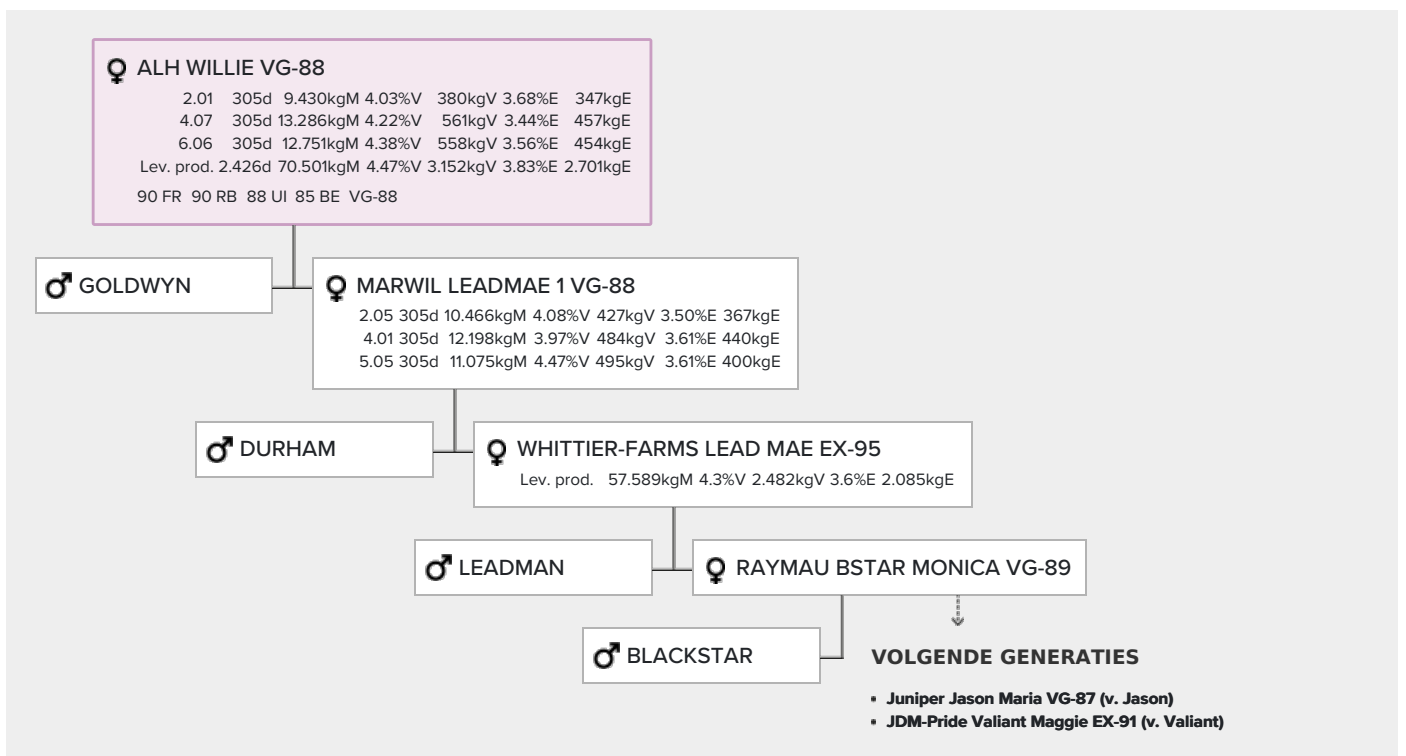 ALH WILLIE VG-88
2.01 305d 9.430kgM 4.03%V 380kgV 3.68%E 347kgE
4.07 305d 13.286kgM 4.22%V 561kgV 3.44%E 457kgE
6.06 305d 12.751kgM 4.38%V 558kgV 3.56%E 454kgE
Lev. prod. 2.426d 70.501kgM 4.47%V 3.152kgV 3.83%E 2.701kgE
90 FR 90 RB 88 UI 85 BE VG-88
GOLDWYN
MARWIL LEADMAE 1 VG-88
2.05 305d 10.466kgM 4.08%V 427kgV 3.50%E 367kgE
4.01 305d 12.198kgM 3.97%V 484kgV 3.61%E 440kgE
5.05 305d 11.075kgM 4.47%V 495kgV 3.61%E 400kgE
DURHAM
WHITTIER-FARMS LEAD MAE EX-95
Lev. prod. 57.589kgM 4.3%V 2.482kgV 3.6%E 2.085kgE
LEADMAN
RAYMAU BSTAR MONICA VG-89
BLACKSTAR
VOLGENDE GENERATIES
• Juniper Jason Maria VG-87 (v. Jason)
• JDM-Pride Valiant Maggie EX-91 (v. Valiant)